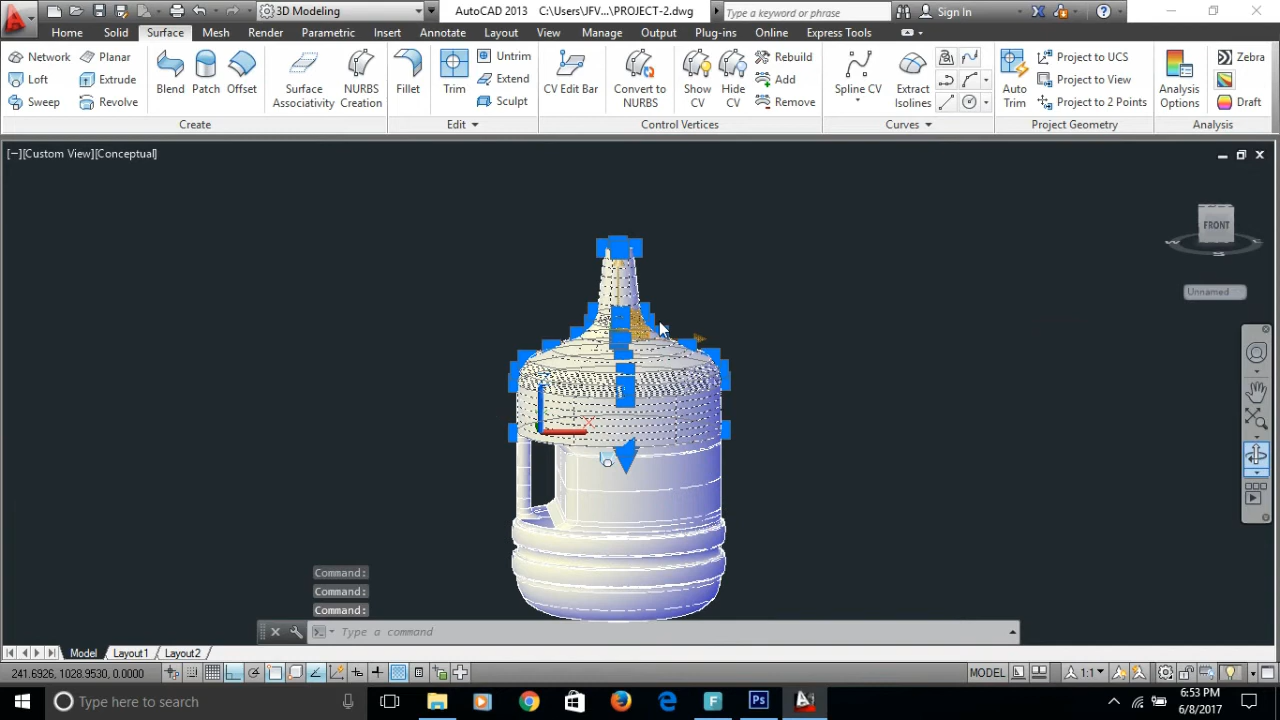 3D Modeling
AutoCAD 2013 C:\Users\JFV...\PROJECT-2.dwg
Type a keyword or phrase
Sign In
Home Solid Surface Mesh Render Parametric Insert Annotate Layout View Manage Output Plug-ins Online Express Tools
Network
Loft
Sweep
Planar
Extrude
Revolve
Blend Patch Offset
Surface
Associativity
NURBS
Creation
Create
Fillet
Trim
Untrim
Extend
Sculpt
Edit
CV Edit Bar
Convert to
NURBS
Show
CV
Hide
CV
Rebuild
Add
Remove
Control Vertices
Spline CV
Extract
Isolines
Curves
Auto
Trim
Project to UCS
Project to View
Project to 2 Points
Project Geometry
Analysis
Options
Zebra
Draft
Analysis
[−][Custom View][Conceptual]
FRONT
W
S
Unnamed
X
Command:
Command:
Command:
Type a command
Model Layout1 Layout2
241.6926, 1028.9530, 0.0000
MODEL
1:1
Type here to search
F
Ps
6:53 PM
6/8/2017